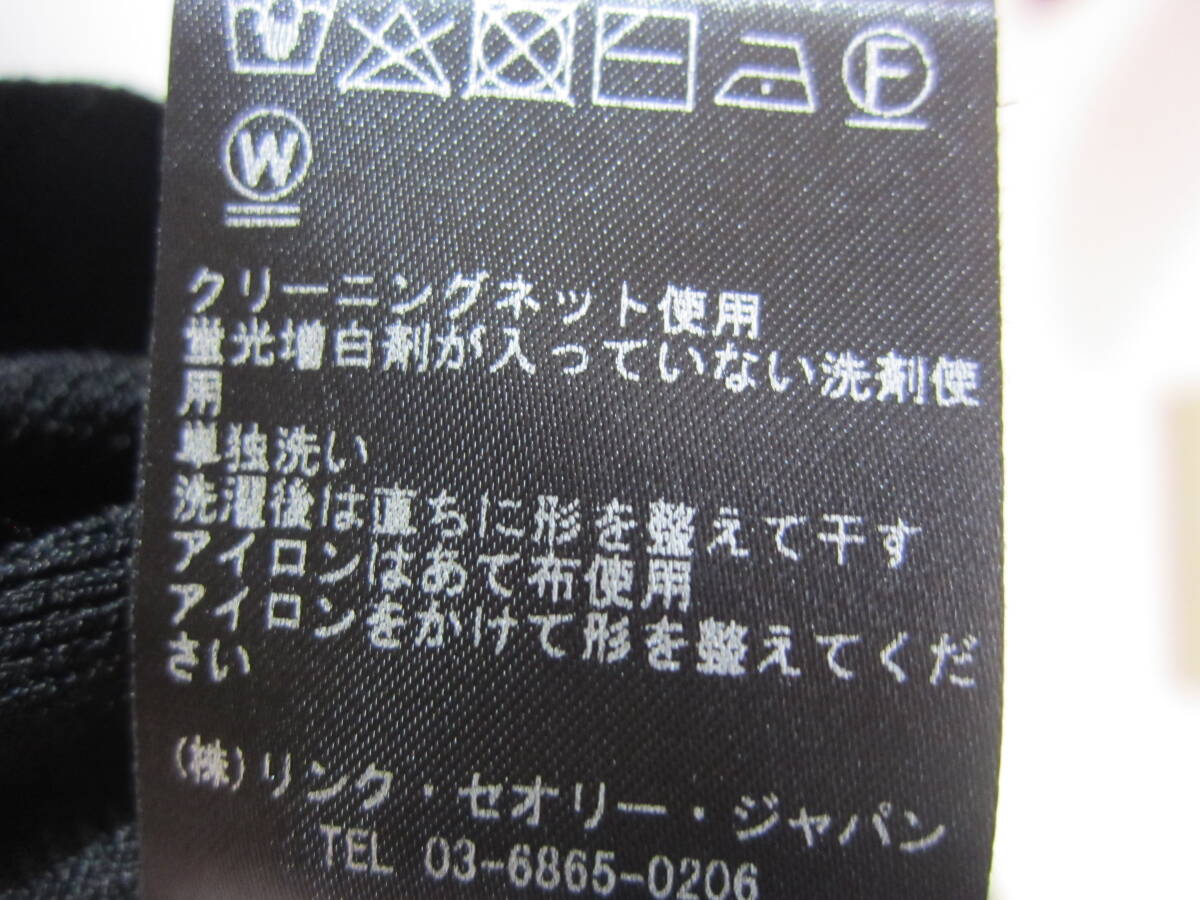 F
W
クリーニングネット使用
蛍光増白剤が入っていない洗剤使
用
単独洗い
洗濯後は直ちに形を整えて干す
アイロンはあて布使用
アイロンをかけて形を整えてくだ
さい
(株)リンク・セオリー・ジャパン
TEL 03-6865-0206